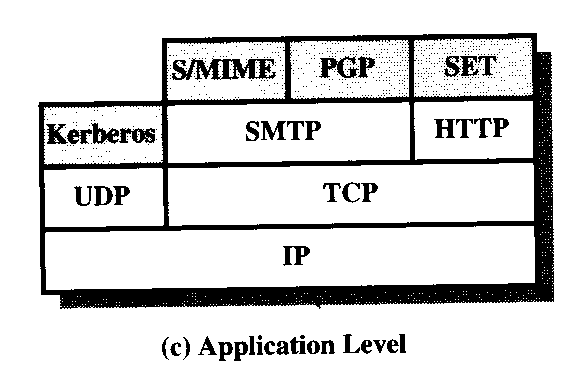 S/MIME PGP SET
Kerberos SMTP HTTP
UDP TCP
IP
(c) Application Level